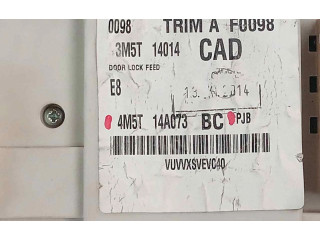 0098 TRIM A F0098
3M5T 14014 CAD
DOOR LOCK FEED
E8
4M5T 14A073 BC PJB
VUVVXSVEVC40